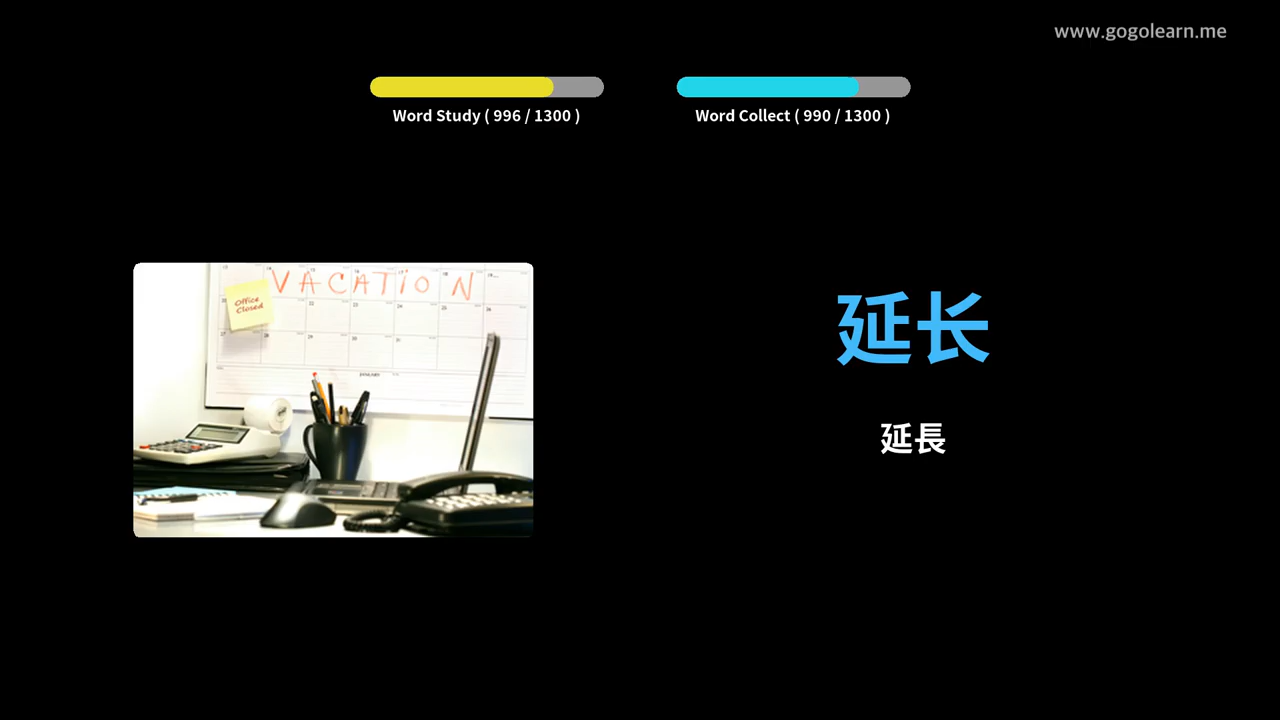 www.gogolearn.me
Word Study ( 996 / 1300 )
Word Collect ( 990 / 1300 )
VACATION
Office
Closed
延长
延長